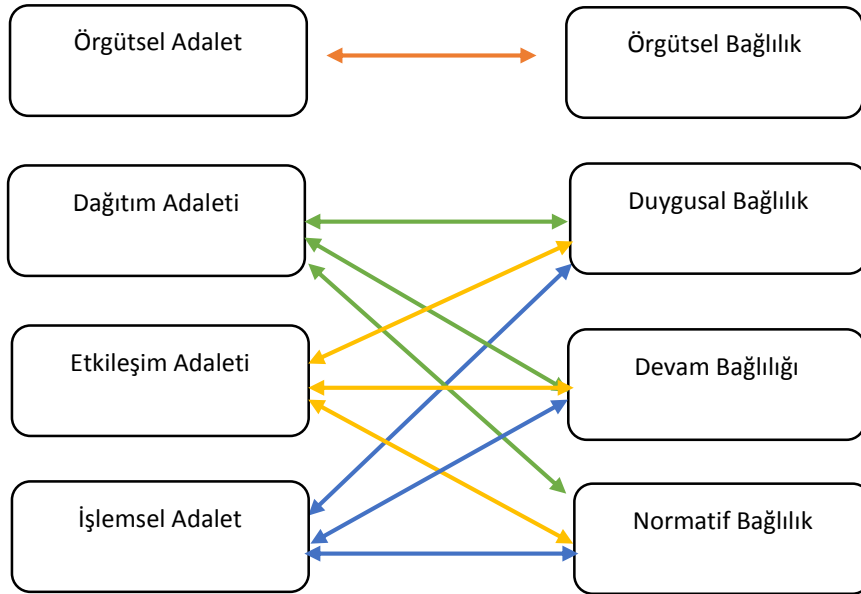 Örgütsel Adalet
Örgütsel Bağlılık
Dağıtım Adaleti
Duygusal Bağlılık
Etkileşim Adaleti
Devam Bağlılığı
İşlemsel Adalet
Normatif Bağlılık